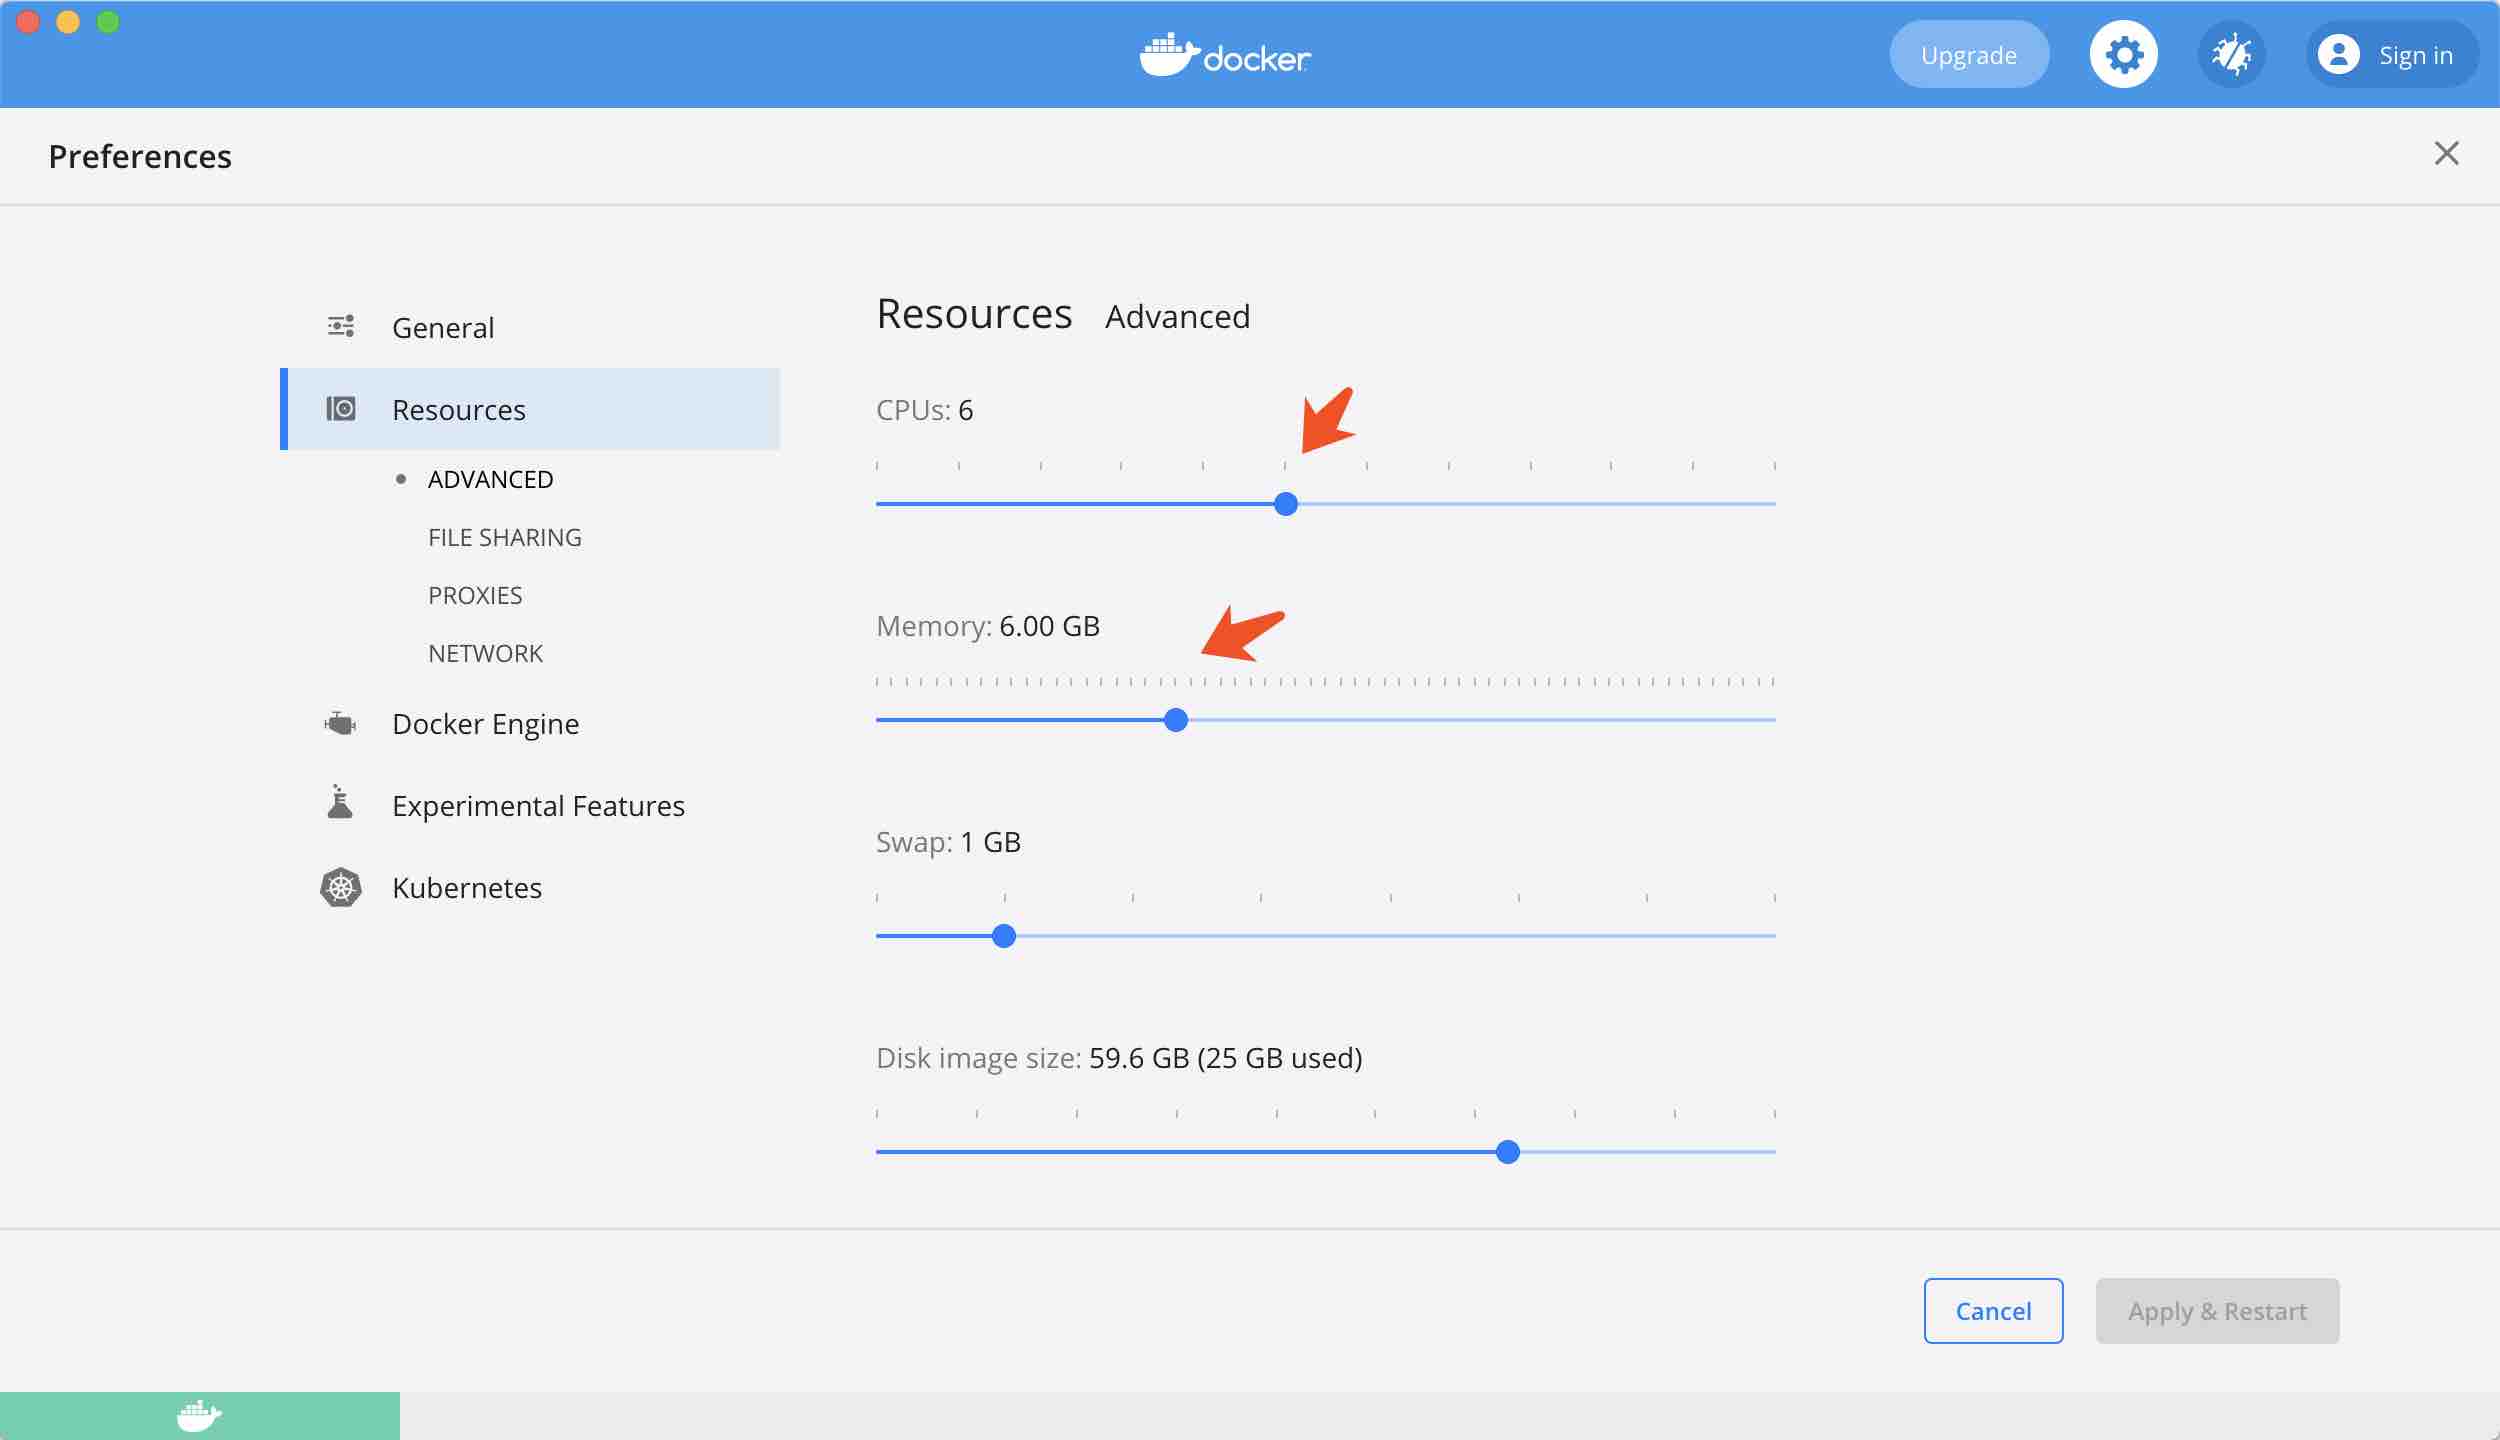 docker
Upgrade
Sign in
Preferences
General
Resources
ADVANCED
FILE SHARING
PROXIES
NETWORK
Docker Engine
Experimental Features
Kubernetes
Resources Advanced
CPUs: 6
Memory: 6.00 GB
Swap: 1 GB
Disk image size: 59.6 GB (25 GB used)
Cancel
Apply & Restart